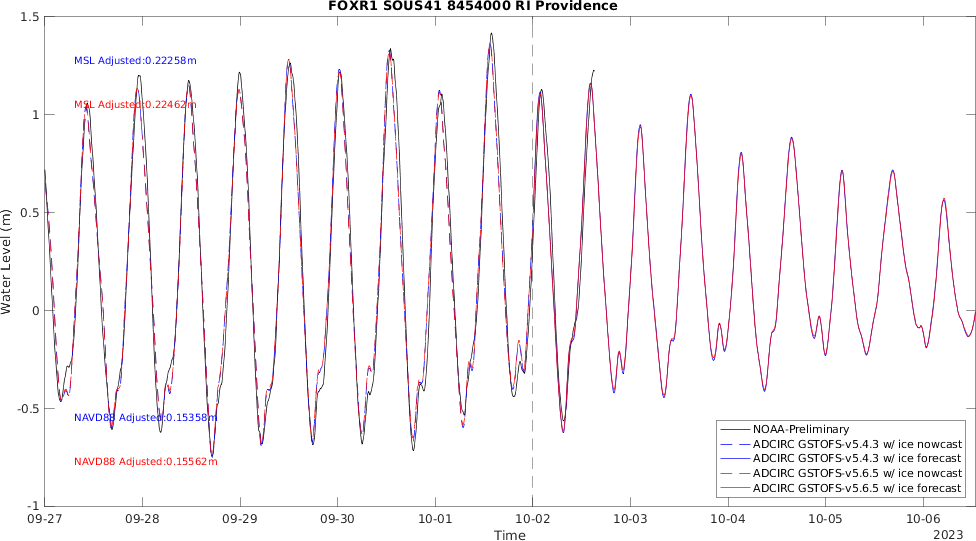 FOXR1 SOUS41 8454000 RI Providence
1.5
1
0.5
0
-0.5
-1
Water Level (m)
MSL Adjusted:0.22258m
MSL Adjusted:0.22462m
NAVD88 Adjusted:0.15358m
NAVD88 Adjusted:0.15562m
NOAA-Preliminary
ADCIRC GSTOFS-v5.4.3 w/ ice nowcast
ADCIRC GSTOFS-v5.4.3 w/ ice forecast
ADCIRC GSTOFS-v5.6.5 w/ ice nowcast
ADCIRC GSTOFS-v5.6.5 w/ ice forecast
09-27 09-28 09-29 09-30 10-01 10-02 10-03 10-04 10-05 10-06
Time
2023